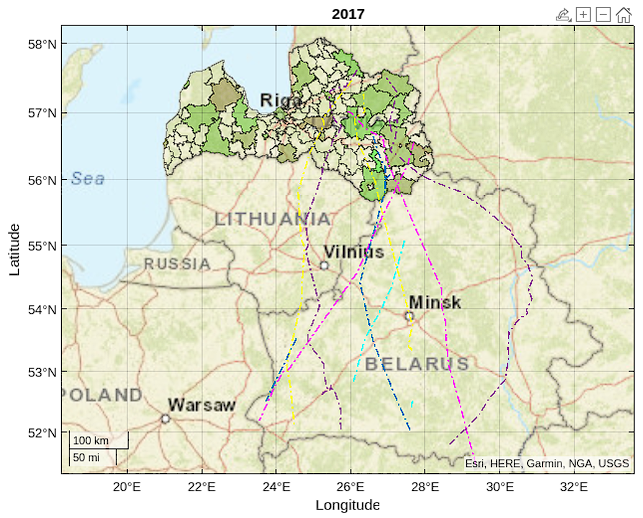 2017
58°N
57°N
56°N
55°N
54°N
53°N
52°N
Latitude
Riga
Sea
LITHUANIA
Vilnius
RUSSIA
Minsk
BELARUS
POLAND
Warsaw
100 km
50 mi
Esri, HERE, Garmin, NGA, USGS
20°E
22°E
24°E
26°E
28°E
30°E
32°E
Longitude